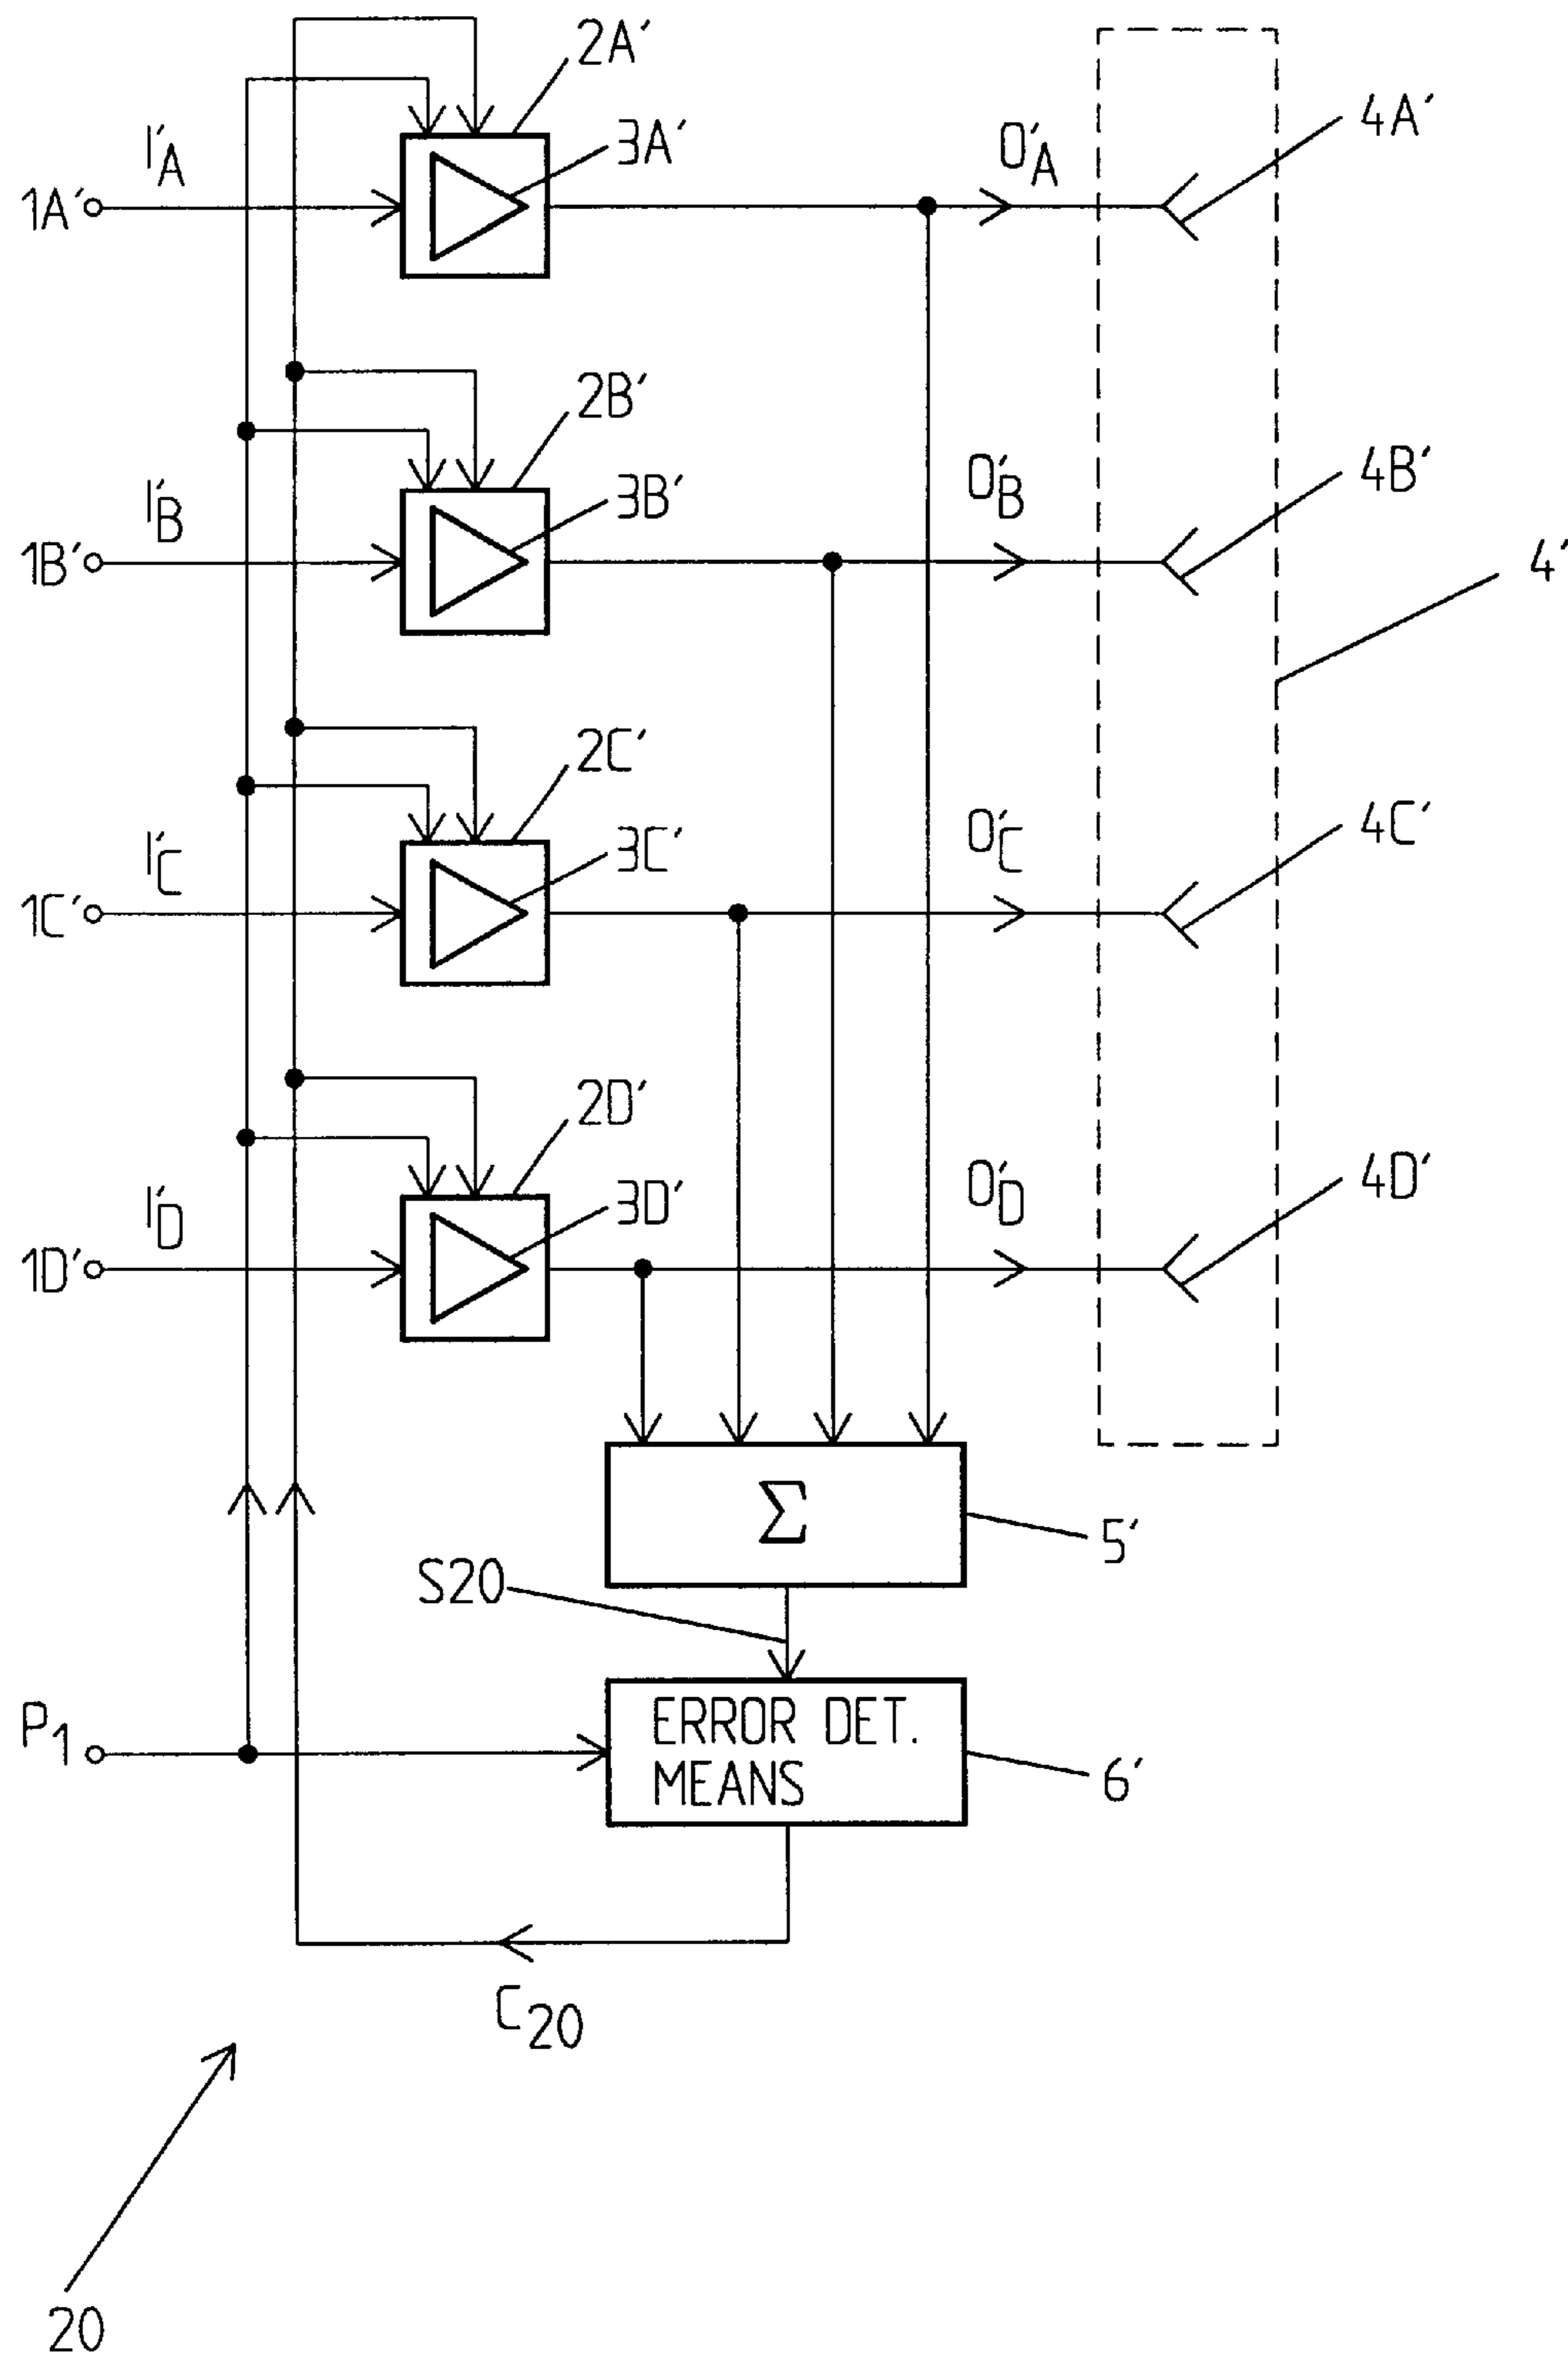 2A′
3A′
4A′
I′A
O′A
1A′
2B′
3B′
4B′
I′B
O′B
1B′
4′
2C′
3C′
4C′
I′C
O′C
1C′
2D′
3D′
4D′
I′D
O′D
1D′
Σ
5′
S20
P1
ERROR DET.
MEANS
6′
C20
20